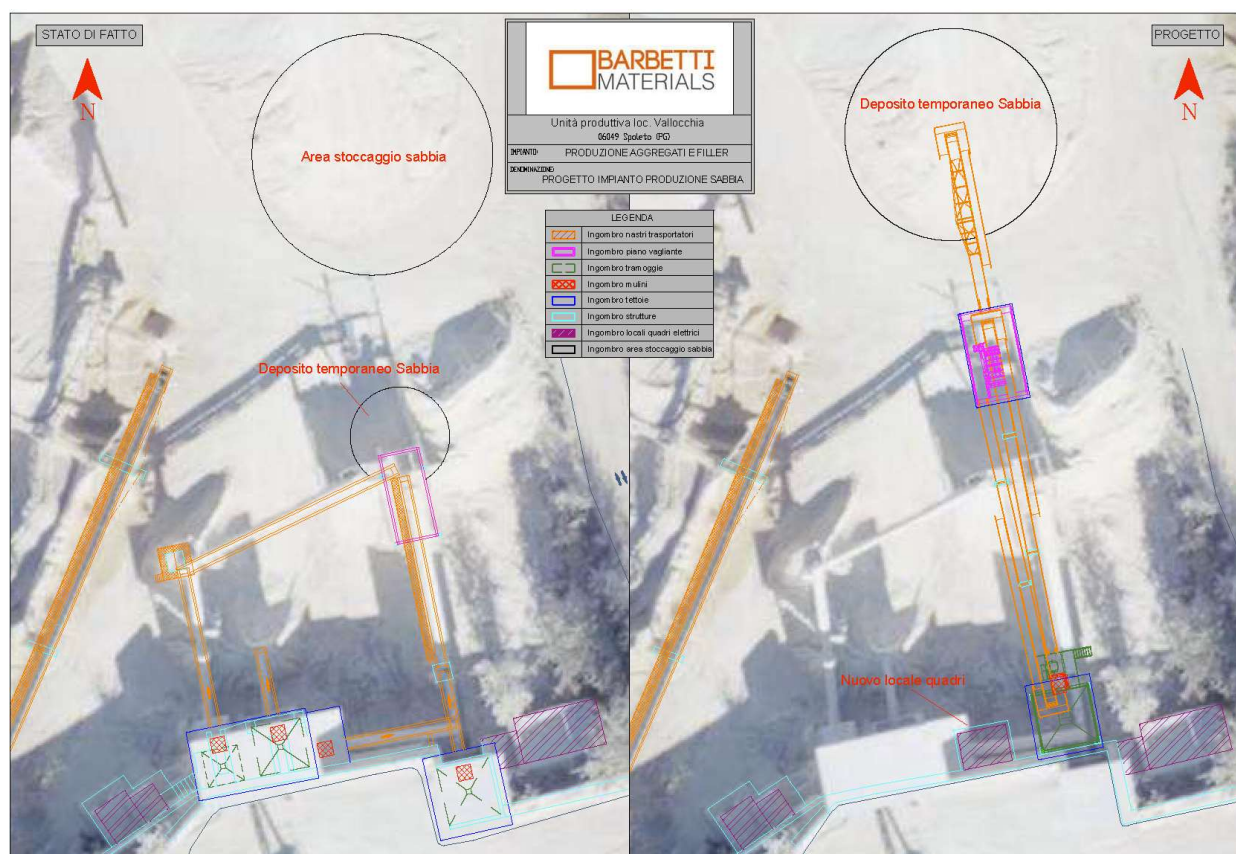 STATO DI FATTO
N
Area stoccaggio sabbia
Deposito temporaneo Sabbia
BARBETTI
MATERIALS
Unità produttiva loc. Vallocchia
06049 Spoleto (PG)
IMPIANTO: PRODUZIONE AGGREGATI E FILLER
DENOMINAZIONE:
PROGETTO IMPIANTO PRODUZIONE SABBIA
LEGENDA
Ingombro nastri trasportatori
Ingombro piano vagliante
Ingombro tramoggie
Ingombro mulini
Ingombro tettoie
Ingombro strutture
Ingombro locali quadri elettrici
Ingombro area stoccaggio sabbia
PROGETTO
N
Deposito temporaneo Sabbia
Nuovo locale quadri